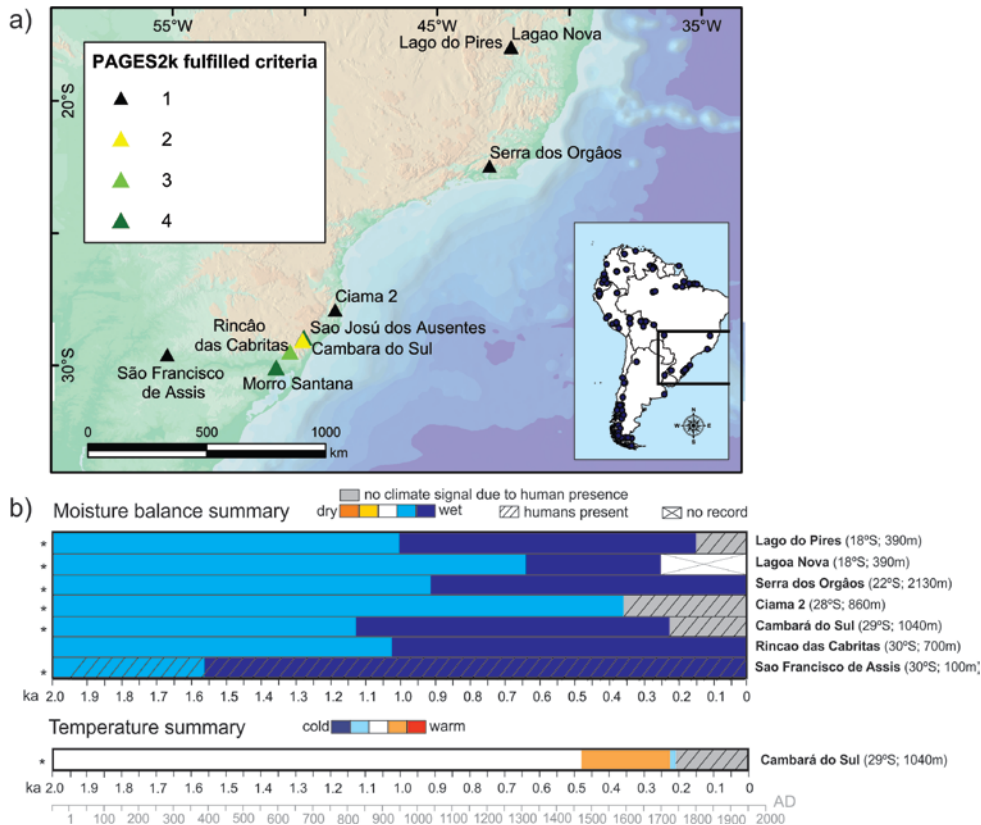 a)
55°W
45°W
35°W
20°S
30°S
PAGES2k fulfilled criteria
1
2
3
4
Lago do Pires
Lagao Nova
Serra dos Orgâos
Ciama 2
Rincâo
das Cabritas
Sao Josú dos Ausentes
Cambara do Sul
São Francisco
de Assis
Morro Santana
0 500 1000
km
N
W E
S
b)
no climate signal due to human presence
Moisture balance summary
dry wet
humans present
no record
* Lago do Pires (18ºS; 390m)
* Lagoa Nova (18ºS; 390m)
* Serra dos Orgâos (22ºS; 2130m)
* Ciama 2 (28ºS; 860m)
* Cambará do Sul (29ºS; 1040m)
Rincao das Cabritas (30ºS; 700m)
* Sao Francisco de Assis (30ºS; 100m)
ka 2.0 1.9 1.8 1.7 1.6 1.5 1.4 1.3 1.2 1.1 1.0 0.9 0.8 0.7 0.6 0.5 0.4 0.3 0.2 0.1 0
Temperature summary
cold warm
* Cambará do Sul (29ºS; 1040m)
ka 2.0 1.9 1.8 1.7 1.6 1.5 1.4 1.3 1.2 1.1 1.0 0.9 0.8 0.7 0.6 0.5 0.4 0.3 0.2 0.1 0
AD
1 100 200 300 400 500 600 700 800 900 1000 1100 1200 1300 1400 1500 1600 1700 1800 1900 2000